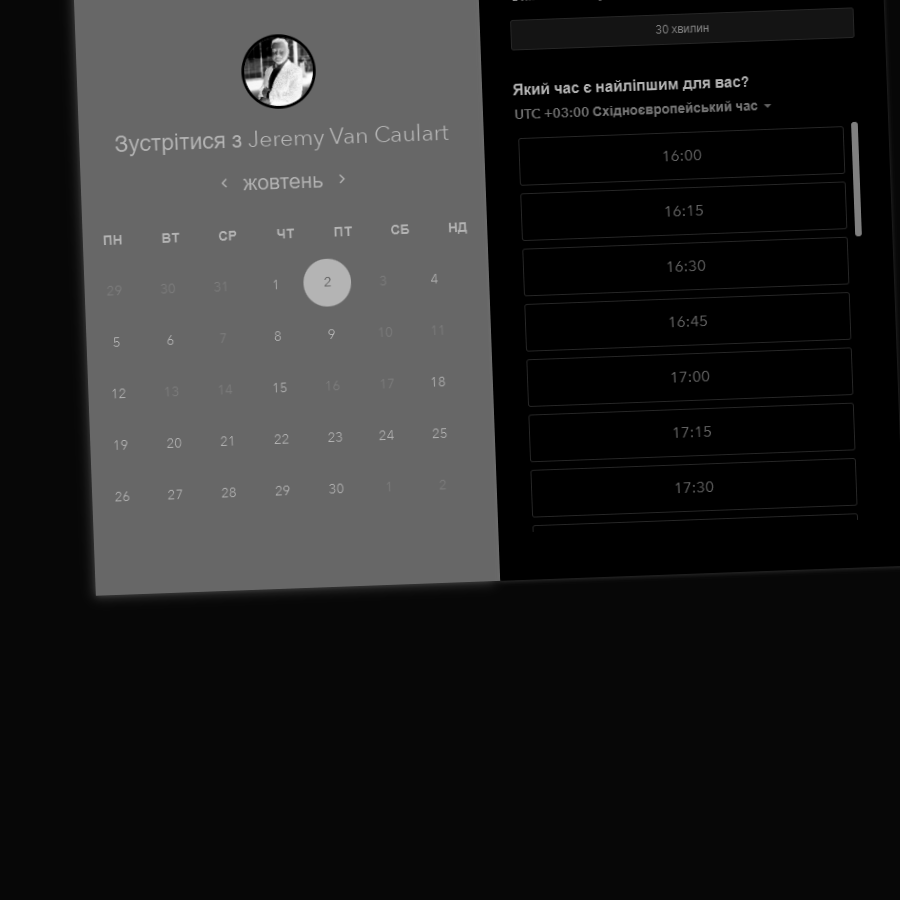 Зустрітися з Jeremy Van Caulart
жовтень
ПН ВТ СР ЧТ ПТ СБ НД
29 30 31 1 2 3 4
5 6 7 8 9 10 11
12 13 14 15 16 17 18
19 20 21 22 23 24 25
26 27 28 29 30 1 2
30 хвилин
Який час є найліпшим для вас?
UTC +03:00 Східноєвропейський час
16:00
16:15
16:30
16:45
17:00
17:15
17:30